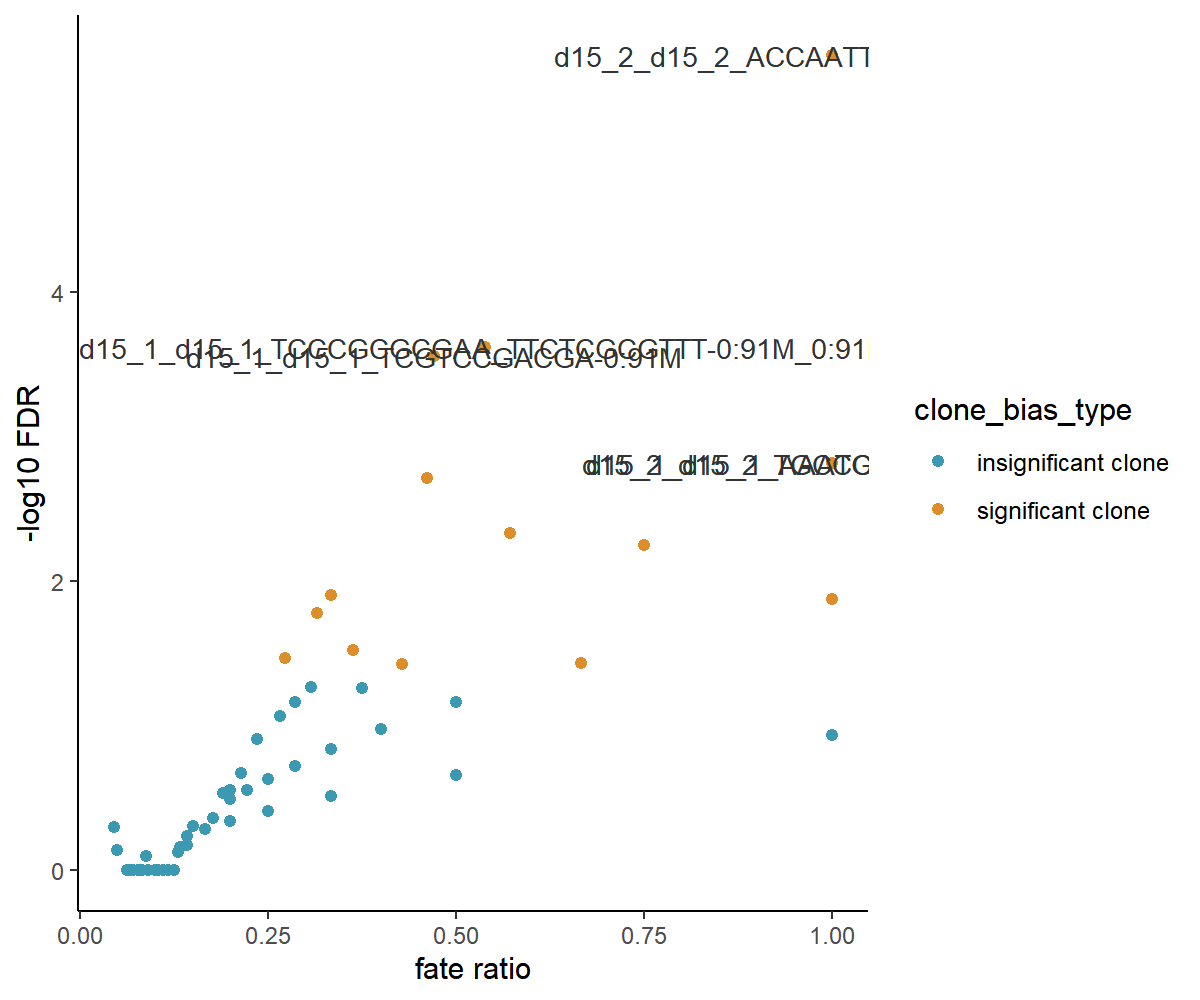 d15_2_d15_2_ACCAATT
4
d15_1_d15_1_TCCCGGCCGAA_TTCTCGCGTTT-0:91M_0:91
d15_1_d15_1_TCGTCCGACGA-0:91M
-log10 FDR
clone_bias_type
insignificant clone
significant clone
2
0
0.00 0.25 0.50 0.75 1.00
fate ratio